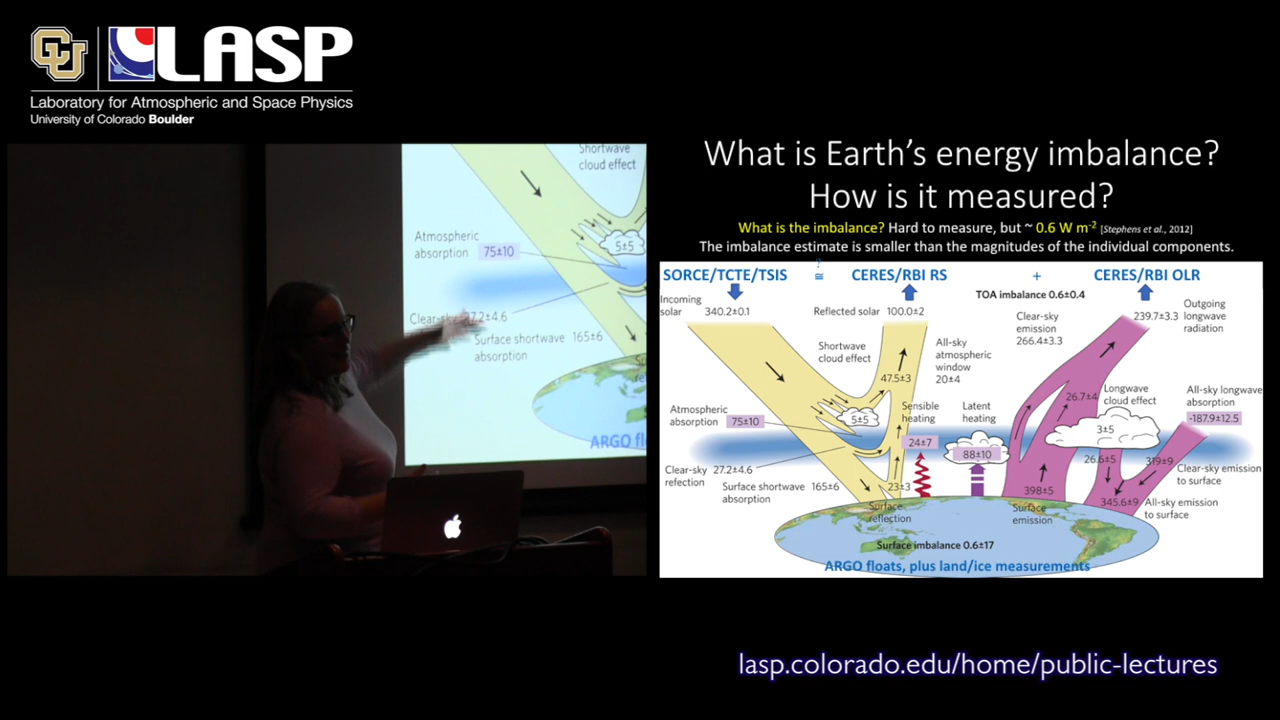 CU
LASP
Laboratory for Atmospheric and Space Physics
University of Colorado Boulder
Shortwave
cloud effect
Atmospheric
absorption 75±10
5±5
Clear-sky 27.2±4.6
Surface shortwave 165±6
absorption
ARGO flo
What is Earth's energy imbalance?
How is it measured?
What is the imbalance? Hard to measure, but ~ 0.6 W m-2 [Stephens et al., 2012]
The imbalance estimate is smaller than the magnitudes of the individual components.
SORCE/TCTE/TSIS ?≅ CERES/RBI RS + CERES/RBI OLR
TOA imbalance 0.6±0.4
Incoming
solar 340.2±0.1
Reflected solar 100.0±2
Outgoing
longwave
radiation
239.7±3.3
Clear-sky
emission
266.4±3.3
Shortwave
cloud effect
All-sky
atmospheric
window
20±4
47.5±3
26.7±4
Longwave
cloud effect
All-sky longwave
absorption
-187.9±12.5
Atmospheric
absorption 75±10
5±5
Sensible
heating
24±7
Latent
heating
88±10
3±5
Clear-sky 27.2±4.6
refection
Surface shortwave 165±6
absorption
23±3
Surface
reflection
398±5
Surface
emission
26.6±5
319±9
Clear-sky emission
to surface
345.6±9
All-sky emission
to surface
Surface imbalance 0.6±17
ARGO floats, plus land/ice measurements
lasp.colorado.edu/home/public-lectures